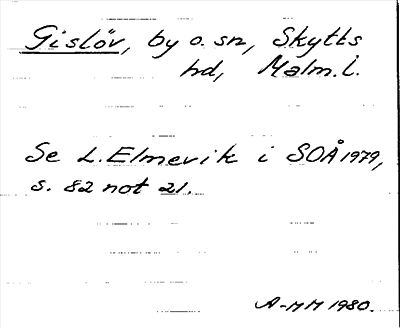 Gislöv, by o. sn, Skytts
hd, Malm.l.
Se L. Elmevik i SOÅ 1979,
s. 82 not 21.
A-MM 1980.